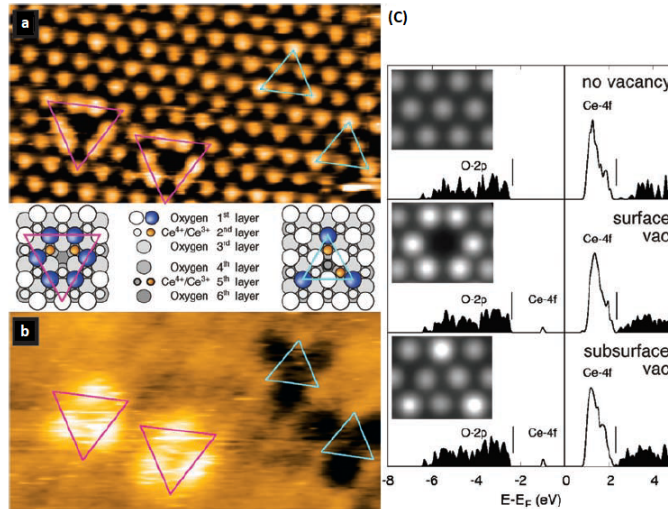 a
(C)
no vacancy
Ce-4f
O-2p
Oxygen 1st layer
Ce4+/Ce3+ 2nd layer
Oxygen 3rd layer
Oxygen 4th layer
Ce4+/Ce3+ 5th layer
Oxygen 6th layer
surface
vac
Ce-4f
O-2p Ce-4f
b
subsurface
vac
Ce-4f
O-2p Ce-4f
-8 -6 -4 -2 0 2 4
E-EF (eV)